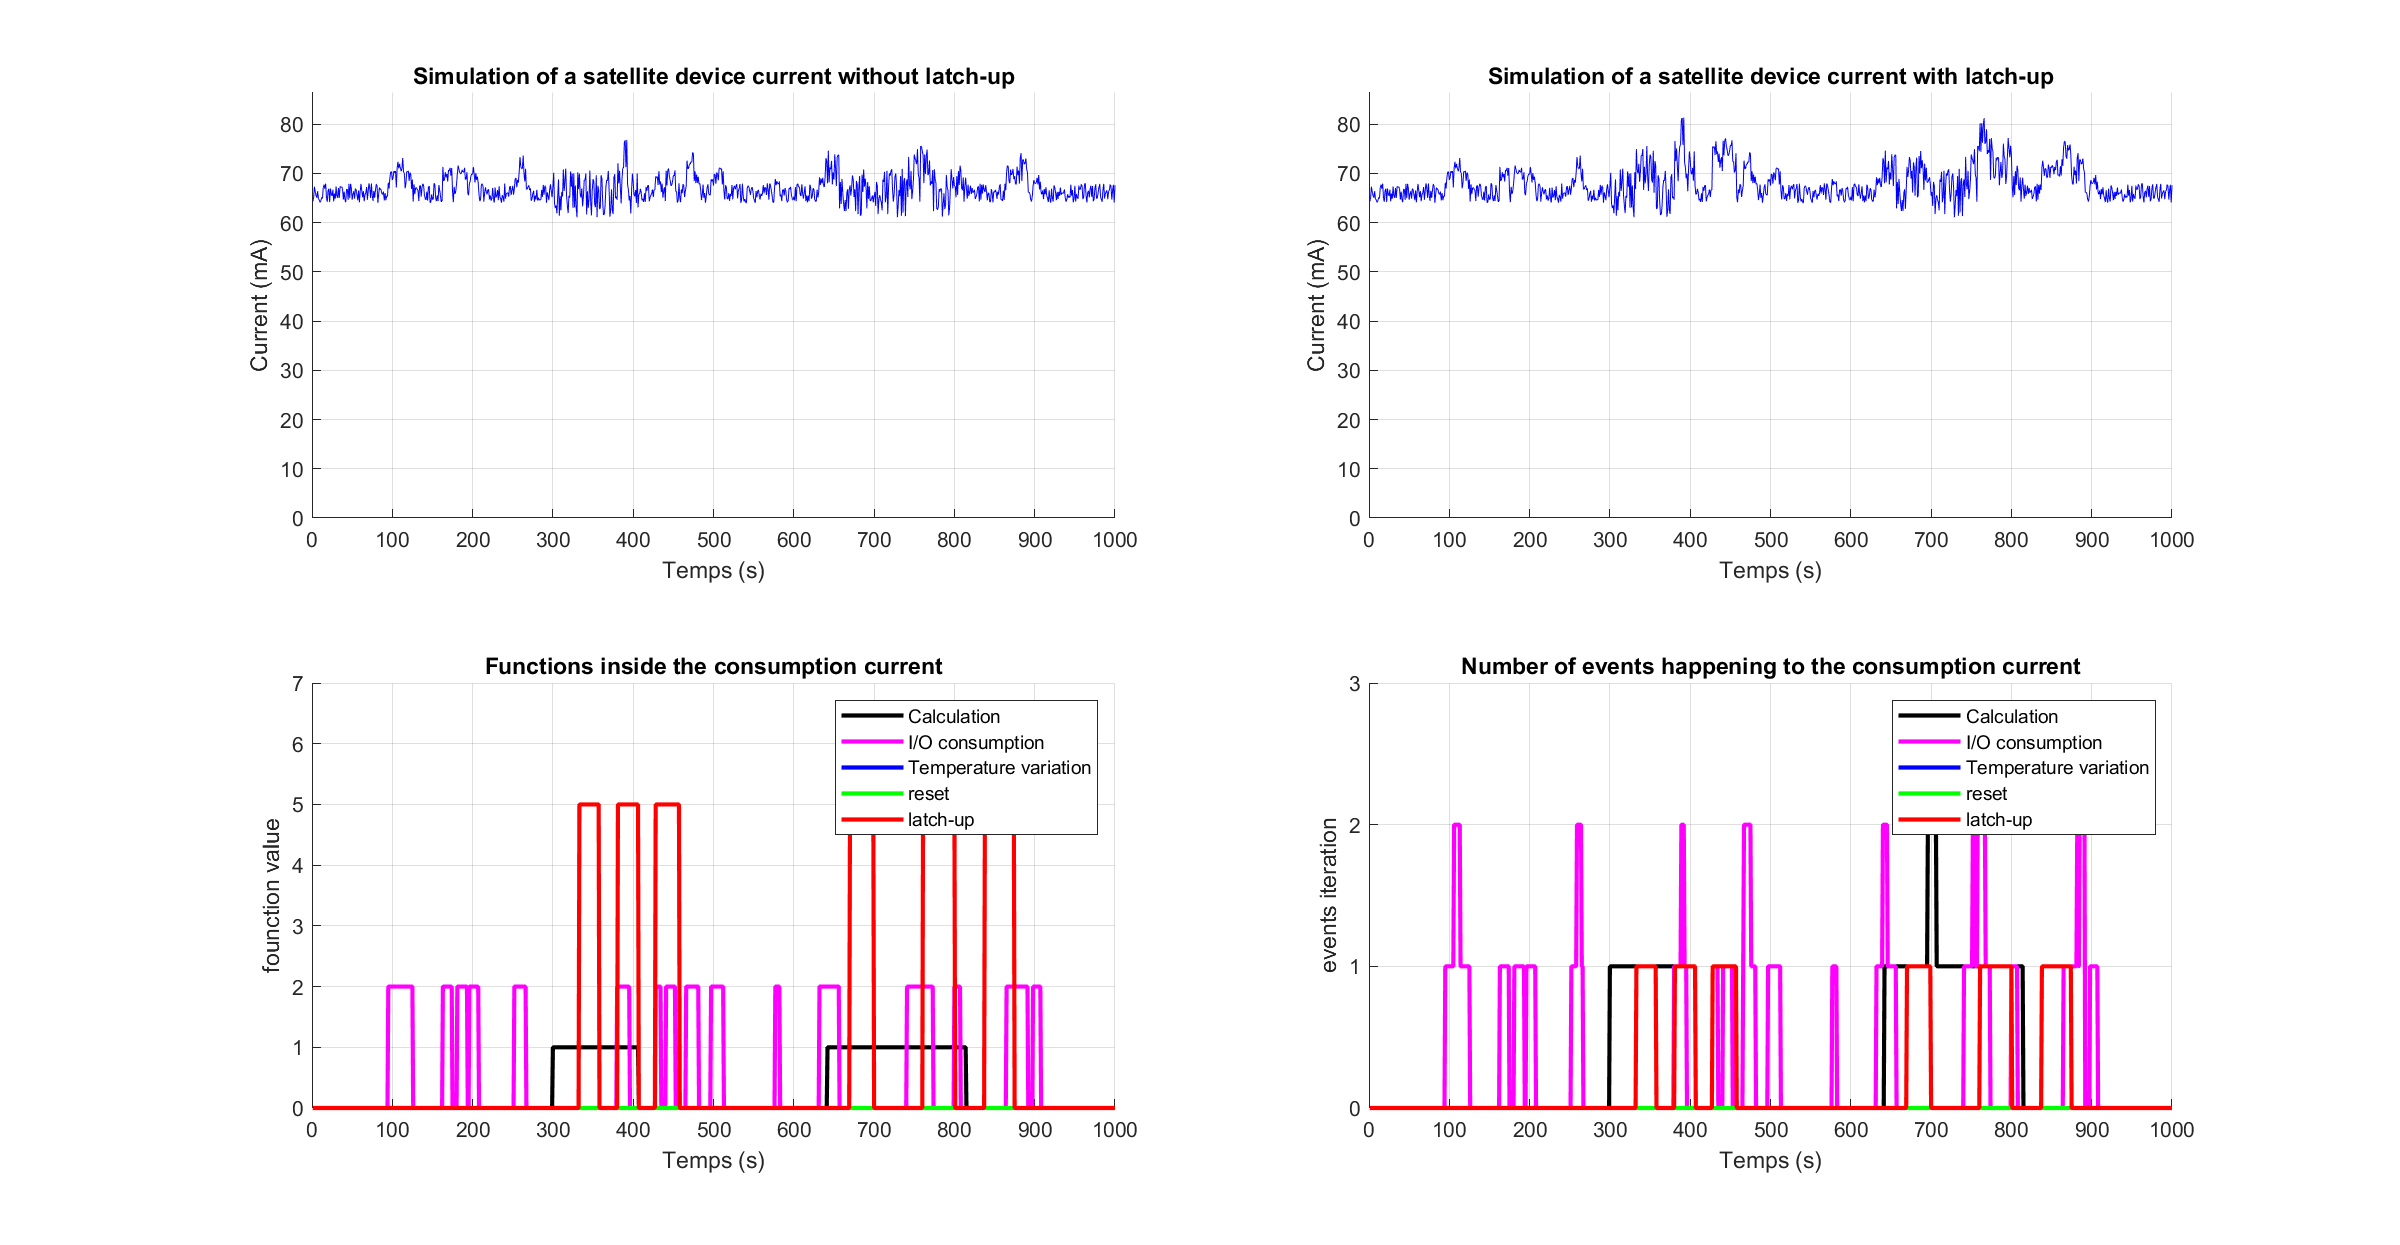 Simulation of a satellite device current without latch-up
80
70
60
50
40
30
20
10
0
Current (mA)
0 100 200 300 400 500 600 700 800 900 1000
Temps (s)
Simulation of a satellite device current with latch-up
80
70
60
50
40
30
20
10
0
Current (mA)
0 100 200 300 400 500 600 700 800 900 1000
Temps (s)
Functions inside the consumption current
7
6
5
4
3
2
1
0
founction value
Calculation
I/O consumption
Temperature variation
reset
latch-up
0 100 200 300 400 500 600 700 800 900 1000
Temps (s)
Number of events happening to the consumption current
3
2
1
0
events iteration
Calculation
I/O consumption
Temperature variation
reset
latch-up
0 100 200 300 400 500 600 700 800 900 1000
Temps (s)